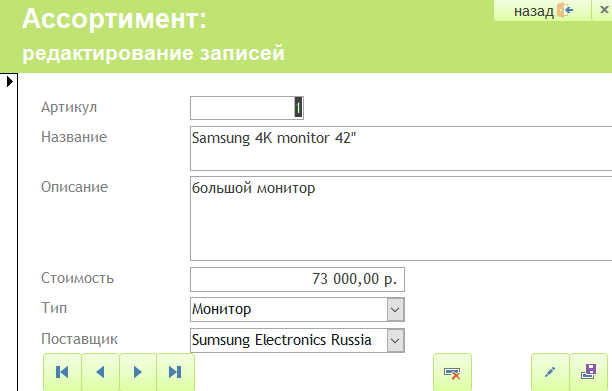 Ассортимент:
назад
редактирование записей
Артикул 1
Название Samsung 4K monitor 42"
Описание большой монитор
Стоимость 73 000,00 р.
Тип Монитор
Поставщик Sumsung Electronics Russia